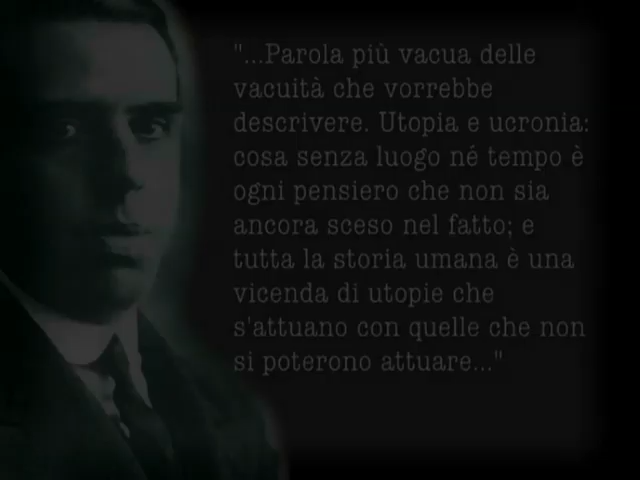 "...Parola più vacua delle
vacuità che vorrebbe
descrivere. Utopia e ucronia:
cosa senza luogo né tempo è
ogni pensiero che non sia
ancora sceso nel fatto; e
tutta la storia umana è una
vicenda di utopie che
s'attuano con quelle che non
si poterono attuare..."